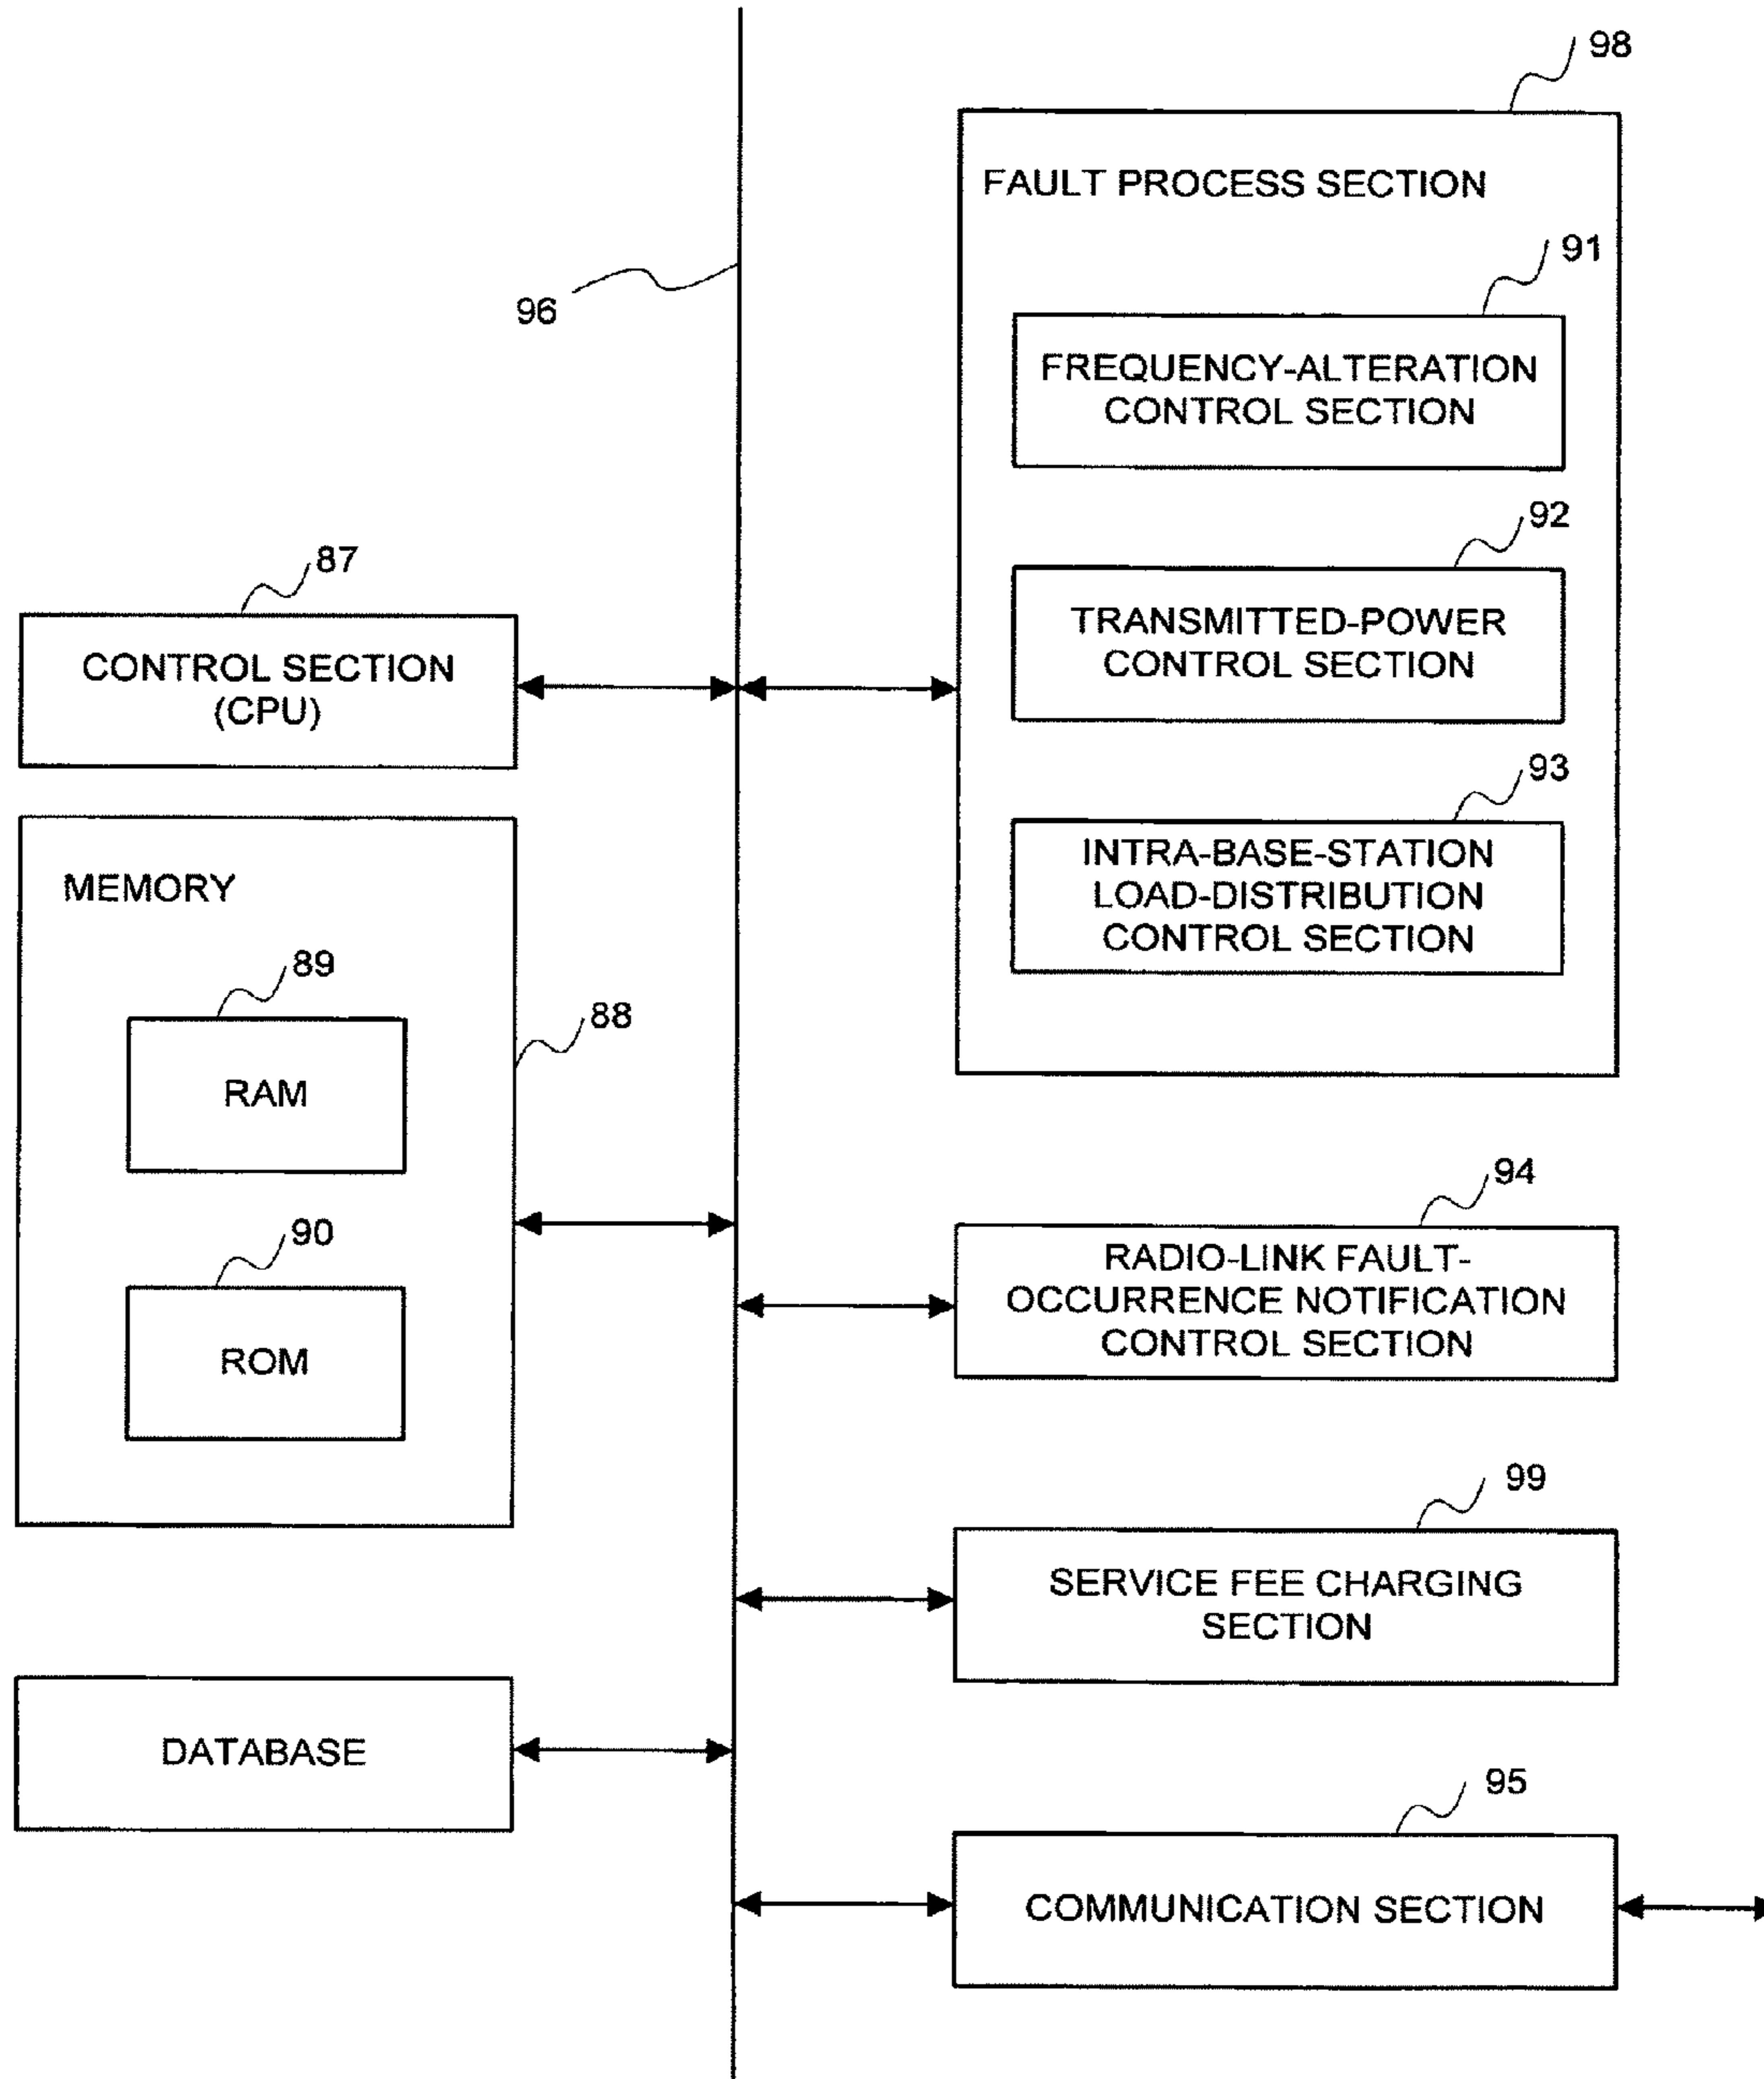 98
FAULT PROCESS SECTION
91
96
FREQUENCY-ALTERATION
CONTROL SECTION
92
87
TRANSMITTED-POWER
CONTROL SECTION
CONTROL SECTION
(CPU)
93
INTRA-BASE-STATION
LOAD-DISTRIBUTION
CONTROL SECTION
MEMORY
89
88
RAM
94
90
RADIO-LINK FAULT-
OCCURRENCE NOTIFICATION
CONTROL SECTION
ROM
99
SERVICE FEE CHARGING
SECTION
DATABASE
95
COMMUNICATION SECTION